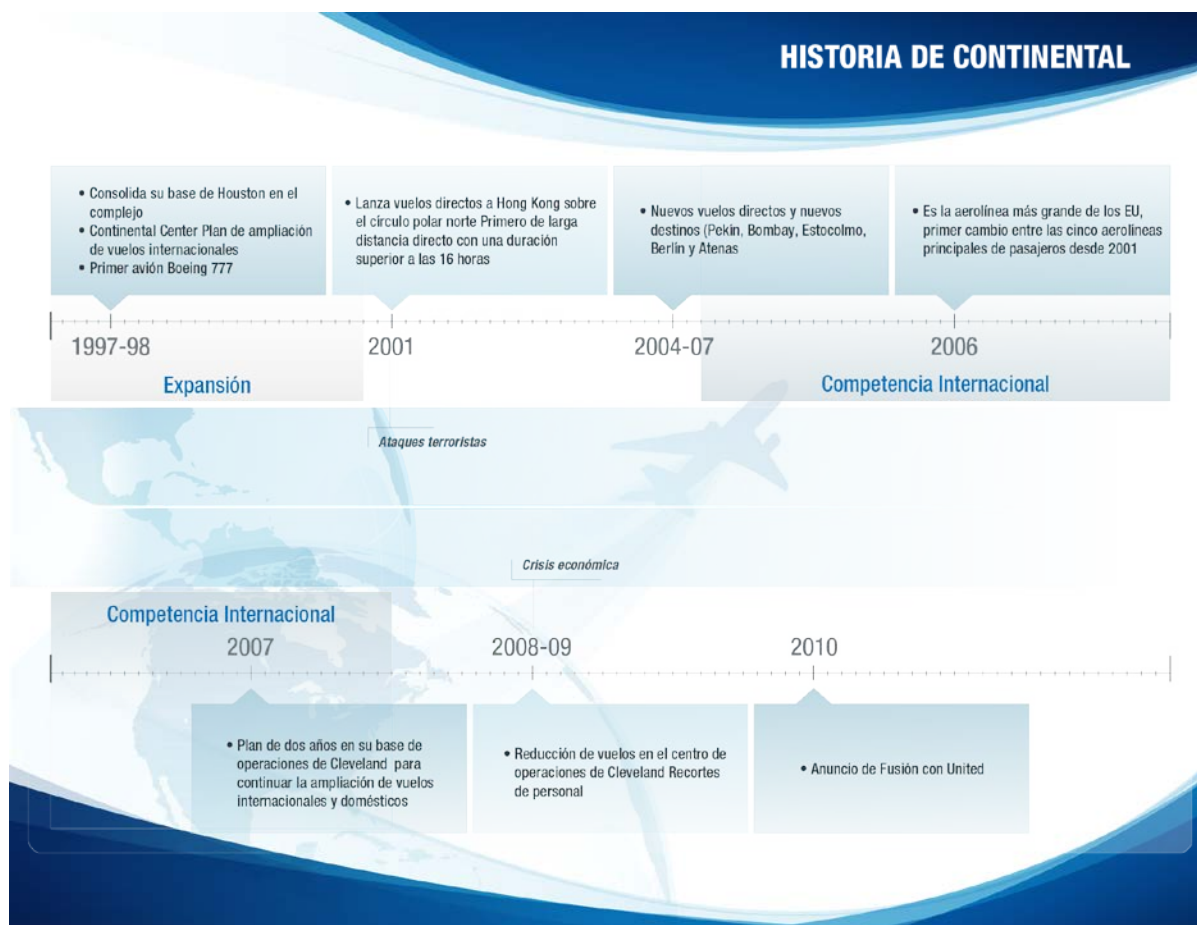 HISTORIA DE CONTINENTAL
• Consolida su base de Houston en el
complejo
• Continental Center Plan de ampliación
de vuelos internacionales
• Primer avión Boeing 777
• Lanza vuelos directos a Hong Kong sobre
el círculo polar norte Primero de larga
distancia directo con una duración
superior a las 16 horas
• Nuevos vuelos directos y nuevos
destinos (Pekín, Bombay, Estocolmo,
Berlín y Atenas
• Es la aerolínea más grande de los EU,
primer cambio entre las cinco aerolíneas
principales de pasajeros desde 2001
1997-98
2001
2004-07
2006
Expansión
Competencia Internacional
Ataques terroristas
Crisis económica
Competencia Internacional
2007
2008-09
2010
• Plan de dos años en su base de
operaciones de Cleveland para
continuar la ampliación de vuelos
internacionales y domésticos
• Reducción de vuelos en el centro de
operaciones de Cleveland Recortes
de personal
• Anuncio de Fusión con United